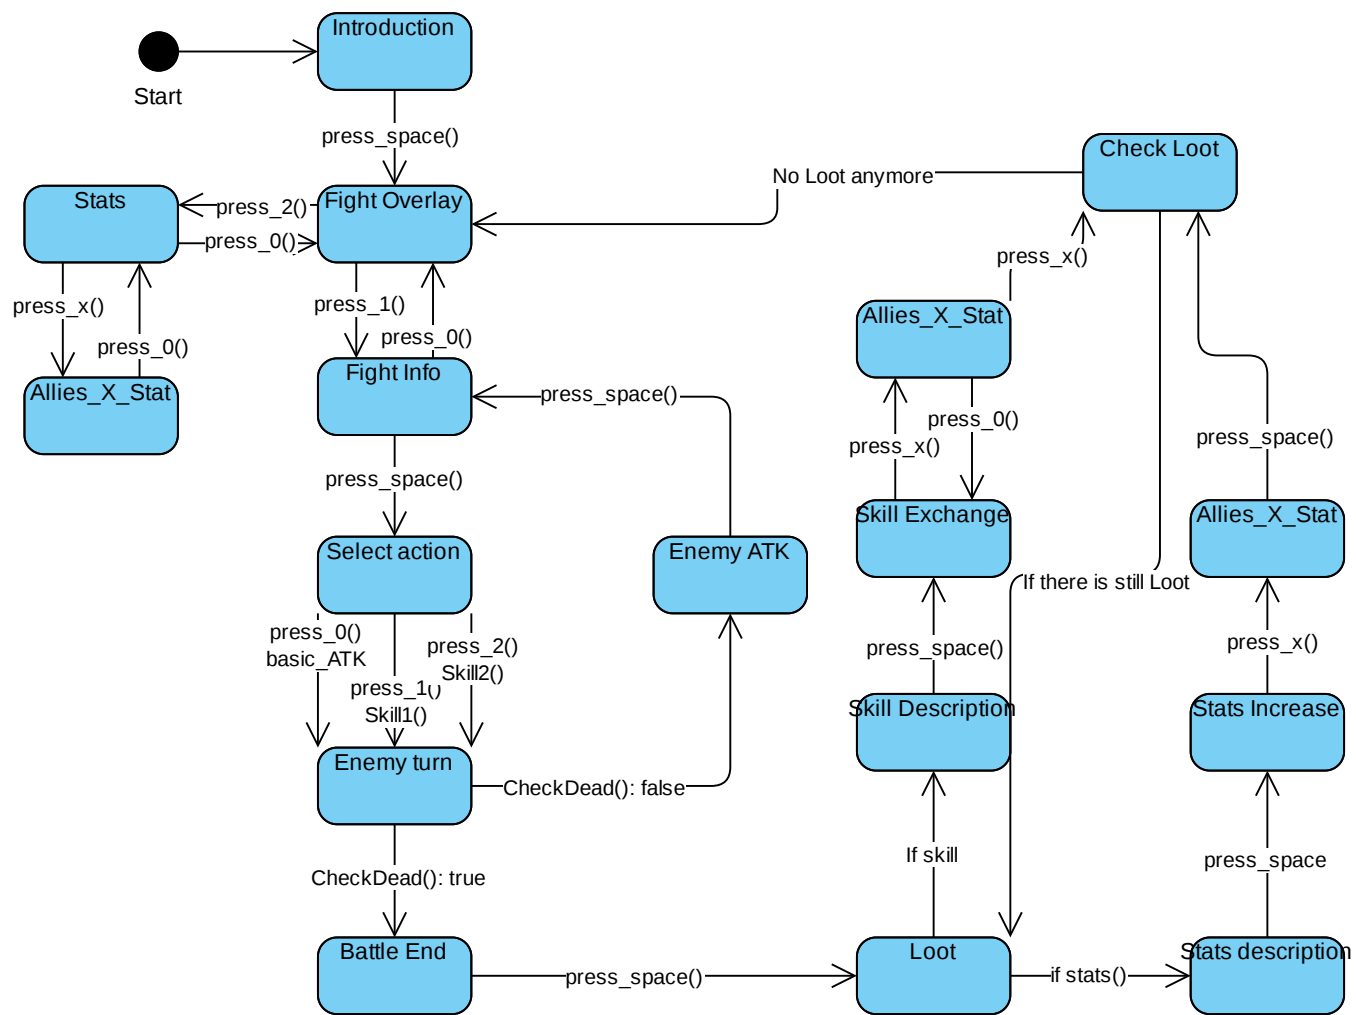 Introduction
Start
press_space()
Check Loot
No Loot anymore
Stats
press_2()
Fight Overlay
press_0()
press_x()
press_x()
press_1()
press_0()
press_0()
Allies_X_Stat
Fight Info
Allies_X_Stat
press_space()
press_0()
press_x()
press_space()
press_space()
Skill Exchange
Allies_X_Stat
Select action
Enemy ATK
If there is still Loot
press_0()
basic_ATK
press_2()
Skill2()
press_space()
press_x()
press_1()
Skill1()
Skill Description
Stats Increase
Enemy turn
CheckDead(): false
If skill
press_space
CheckDead(): true
Battle End
press_space()
Loot
if stats()
Stats description